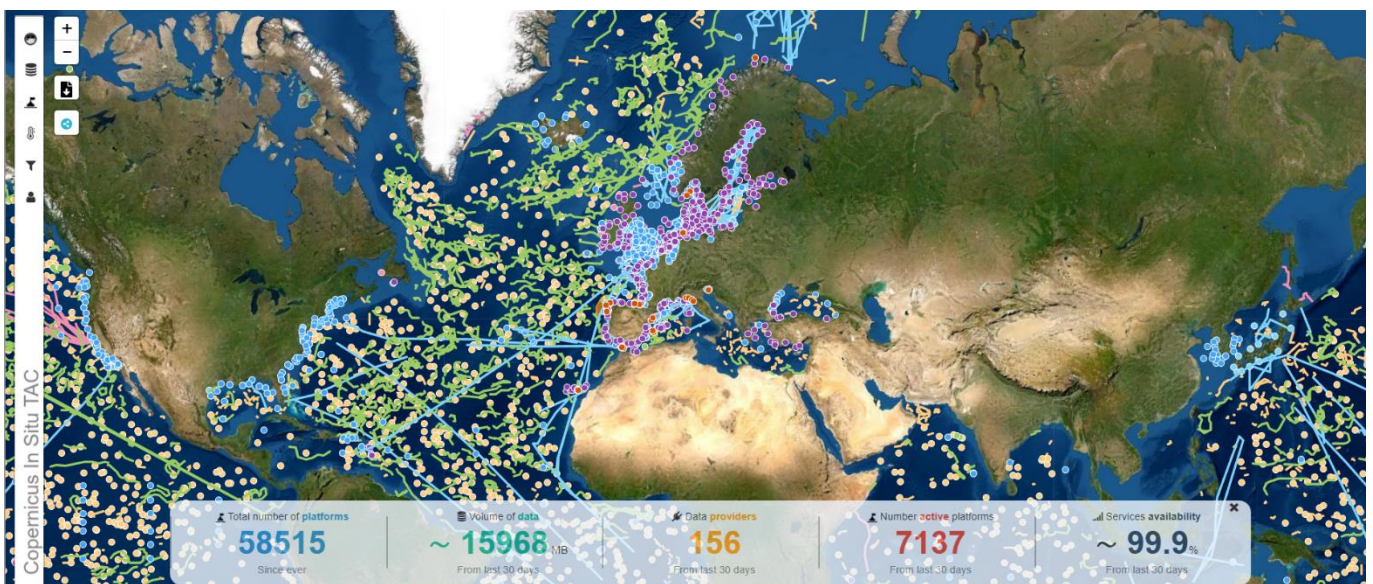 +
−
Copernicus In Situ TAC
Total number of platforms
58515
Since ever
Volume of data
~ 15968 MB
From last 30 days
Data providers
156
From last 30 days
Number active platforms
7137
From last 30 days
Services availability
~ 99.9%
From last 30 days
×